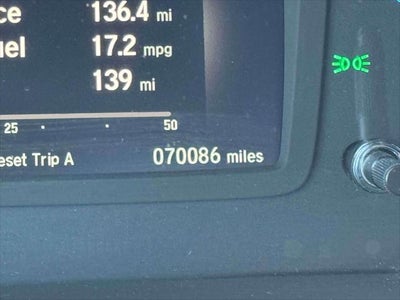 ce 136.4 mi
uel 17.2 mpg
139 mi
25 50
eset Trip A 070086 miles